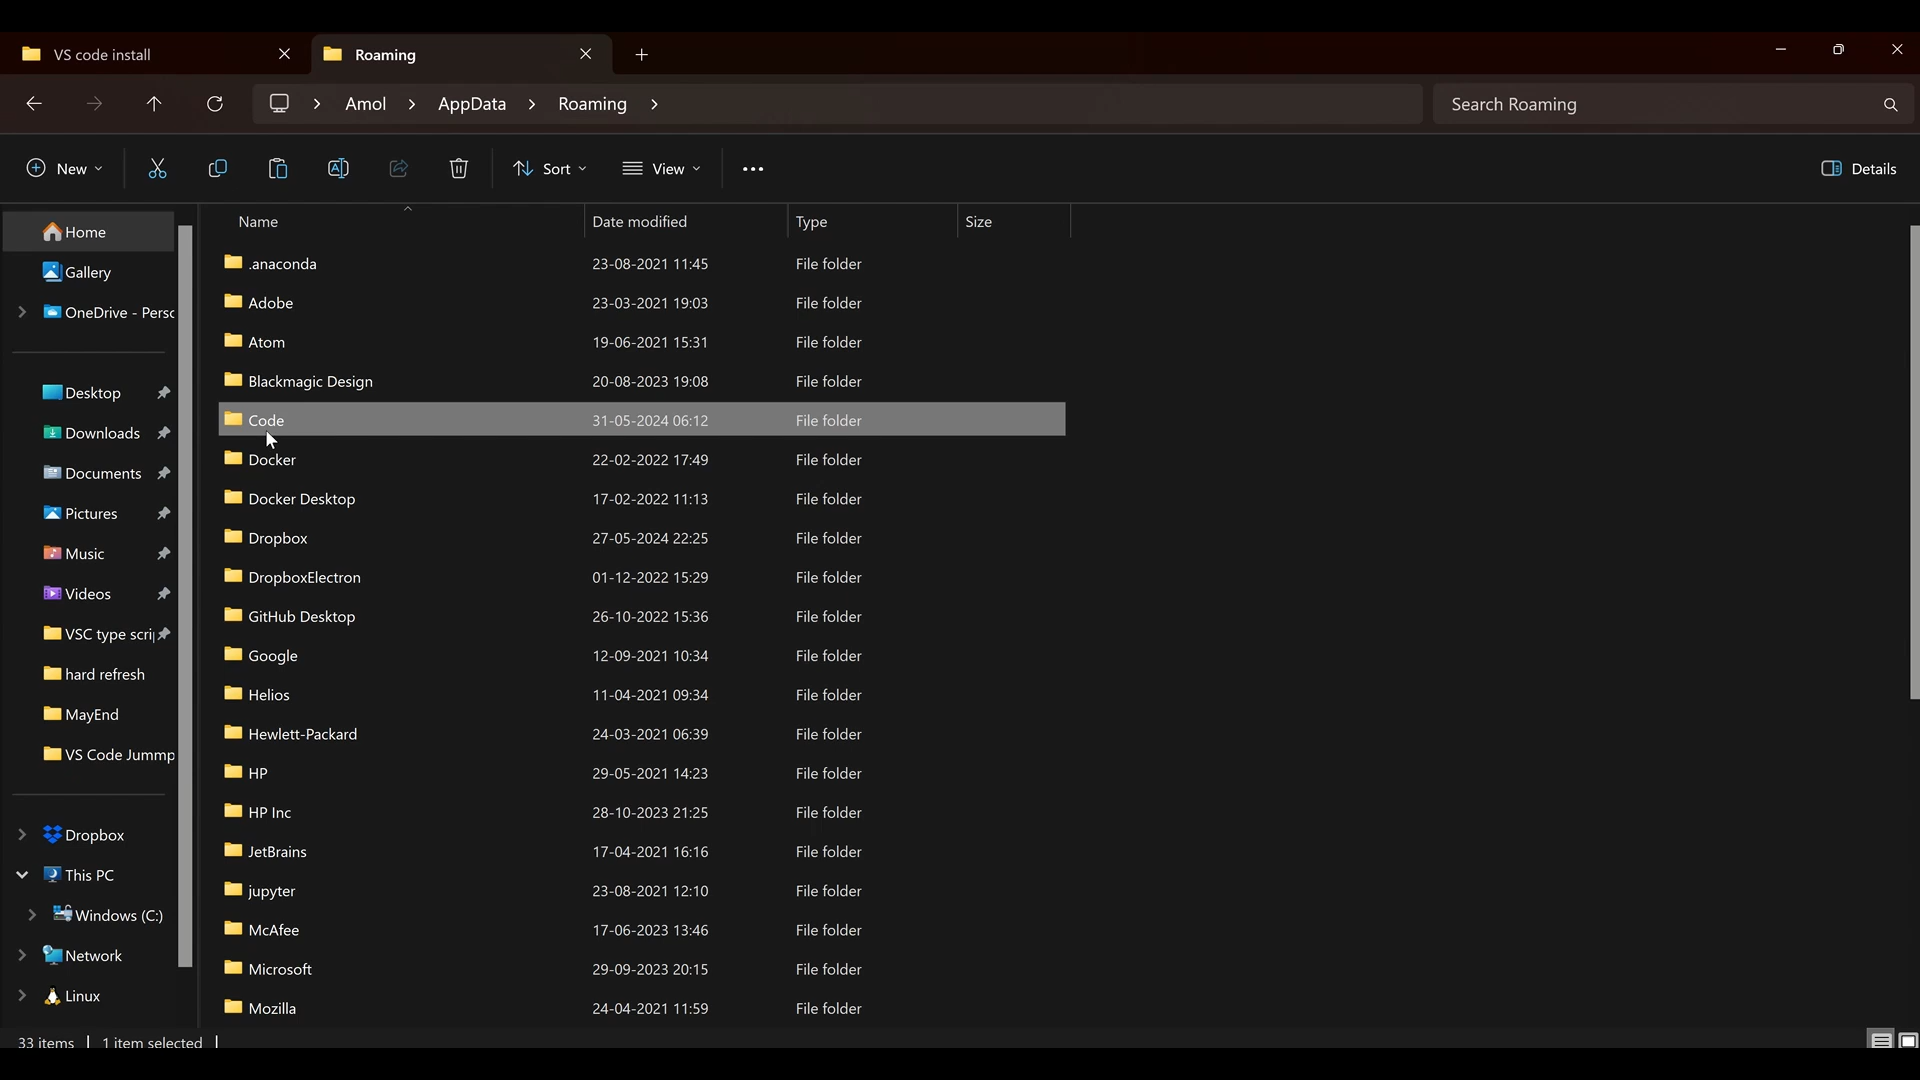 VS code install
Roaming
Amol > AppData > Roaming >
Search Roaming
New
Sort
View
Details
Home
Gallery
OneDrive - Perso
Desktop
Downloads
Documents
Pictures
Music
Videos
VSC type scri
hard refresh
MayEnd
VS Code Jummp
Dropbox
This PC
Windows (C:)
Network
Linux
Name Date modified Type Size
.anaconda 23-08-2021 11:45 File folder
Adobe 23-03-2021 19:03 File folder
Atom 19-06-2021 15:31 File folder
Blackmagic Design 20-08-2023 19:08 File folder
Code 31-05-2024 06:12 File folder
Docker 22-02-2022 17:49 File folder
Docker Desktop 17-02-2022 11:13 File folder
Dropbox 27-05-2024 22:25 File folder
DropboxElectron 01-12-2022 15:29 File folder
GitHub Desktop 26-10-2022 15:36 File folder
Google 12-09-2021 10:34 File folder
Helios 11-04-2021 09:34 File folder
Hewlett-Packard 24-03-2021 06:39 File folder
HP 29-05-2021 14:23 File folder
HP Inc 28-10-2023 21:25 File folder
JetBrains 17-04-2021 16:16 File folder
jupyter 23-08-2021 12:10 File folder
McAfee 17-06-2023 13:46 File folder
Microsoft 29-09-2023 20:15 File folder
Mozilla 24-04-2021 11:59 File folder
33 items | 1 item selected |